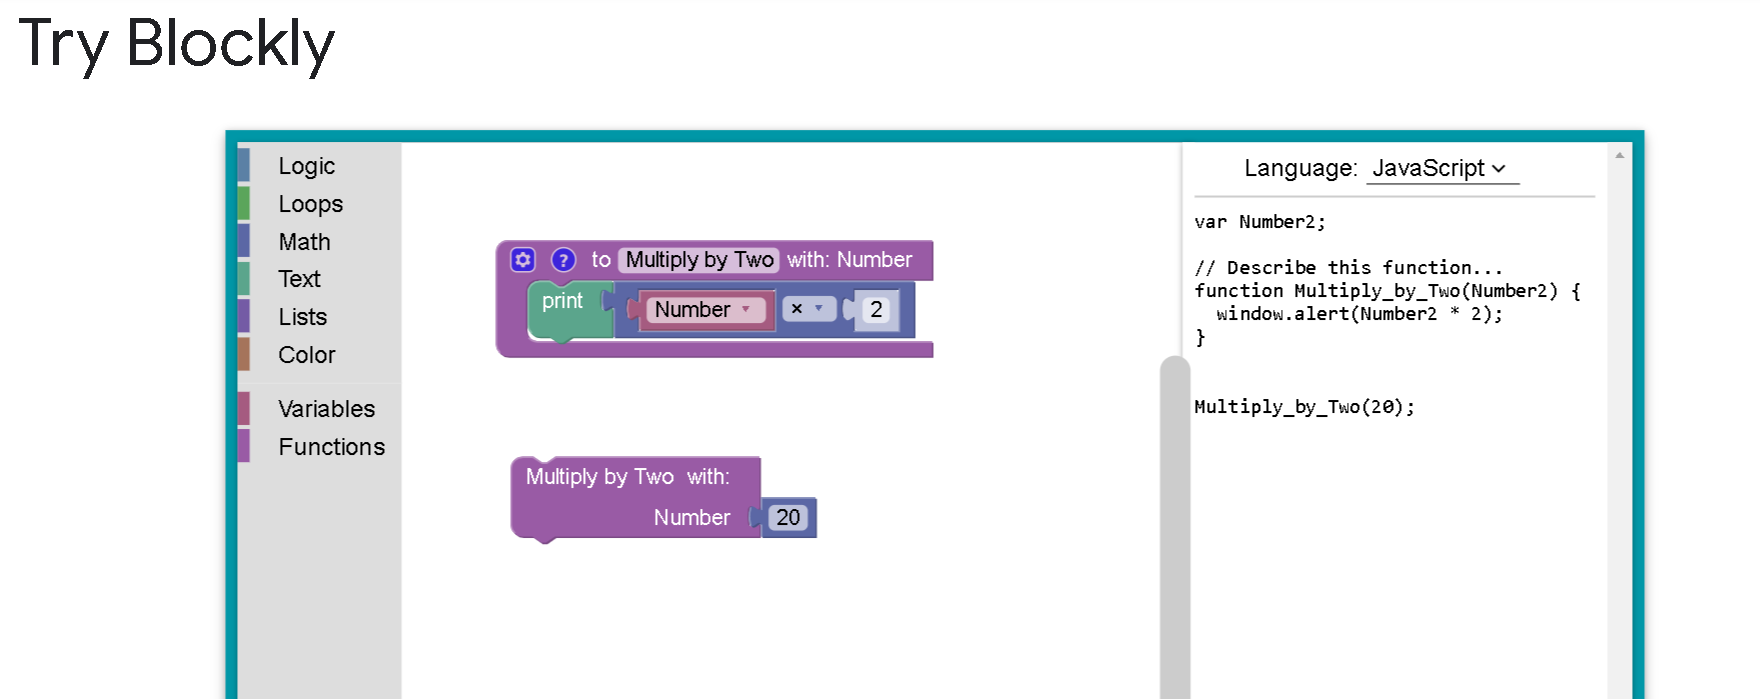 Try Blockly
Logic
Loops
Math
Text
Lists
Color
Variables
Functions
? to Multiply by Two with: Number
print Number × 2
Multiply by Two with:
Number 20
Language: JavaScript
var Number2;
// Describe this function...
function Multiply_by_Two(Number2) {
window.alert(Number2 * 2);
}
Multiply_by_Two(20);